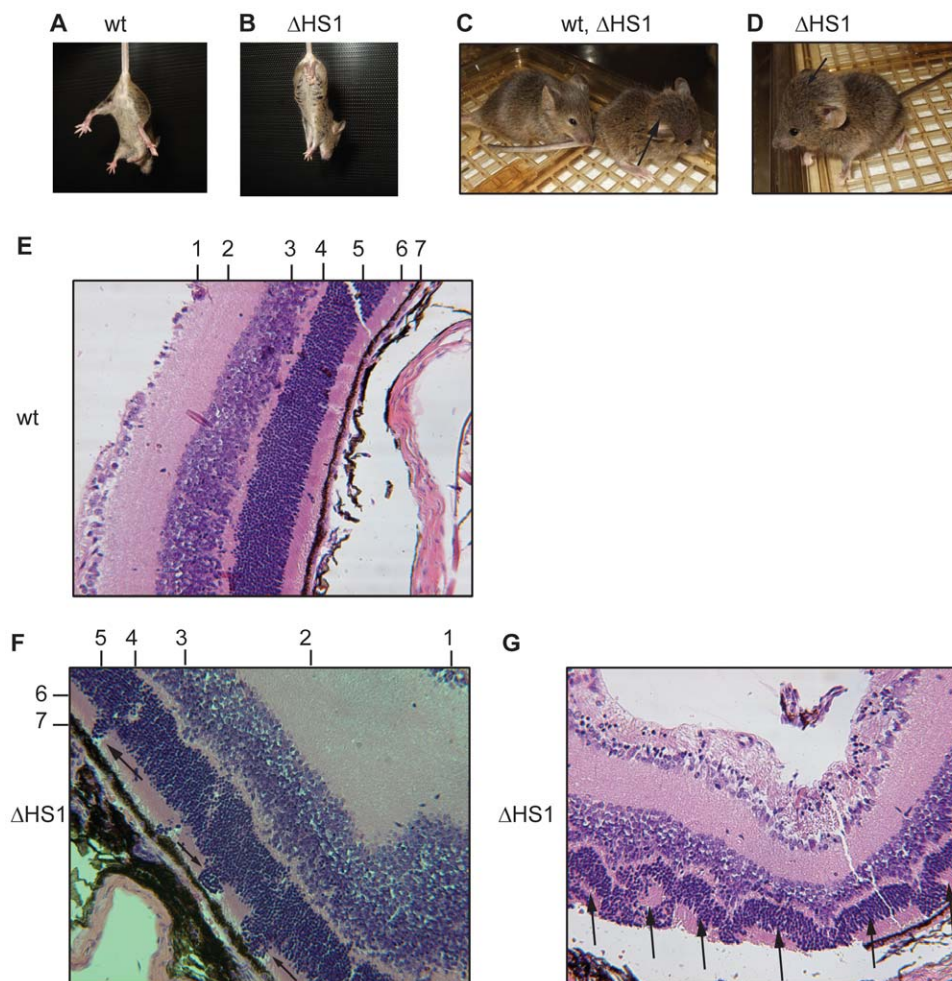 A wt
B ΔHS1
C wt, ΔHS1
D ΔHS1
E 1 2 3 4 5 6 7
wt
F 5 4 3 2 1
G
6
7
ΔHS1
ΔHS1